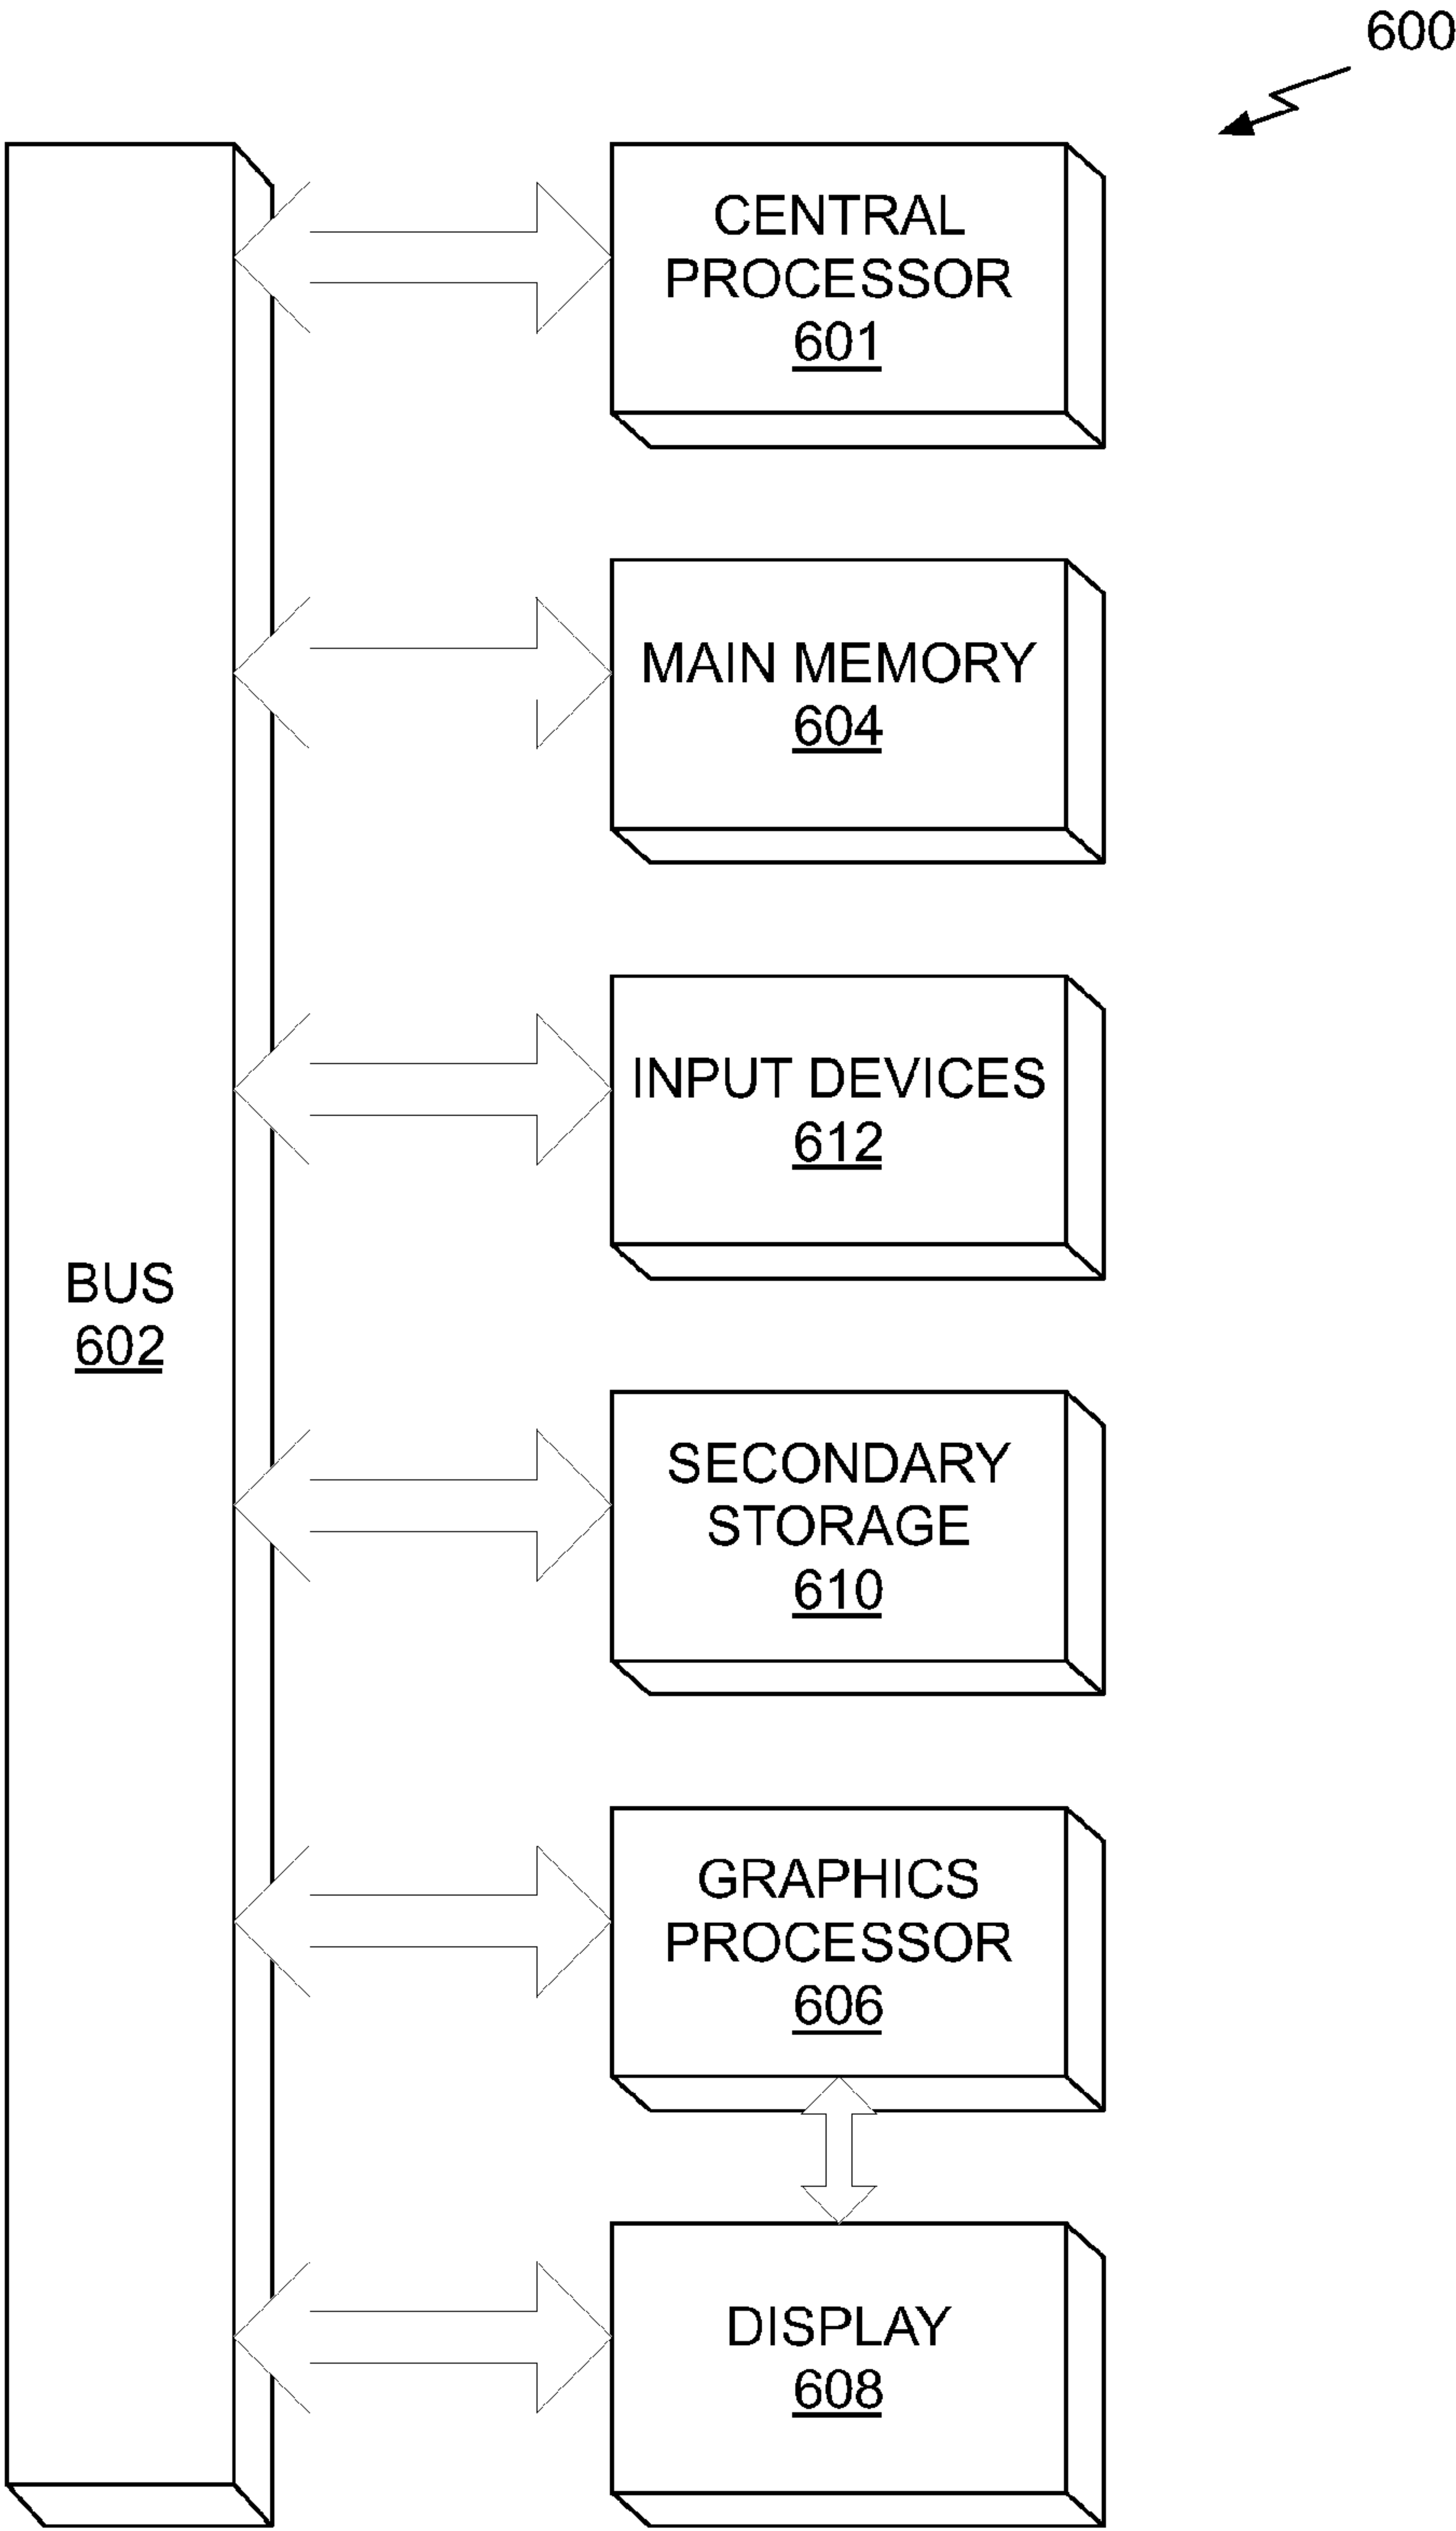 600
CENTRAL
PROCESSOR
601
MAIN MEMORY
604
INPUT DEVICES
612
BUS
602
SECONDARY
STORAGE
610
GRAPHICS
PROCESSOR
606
DISPLAY
608